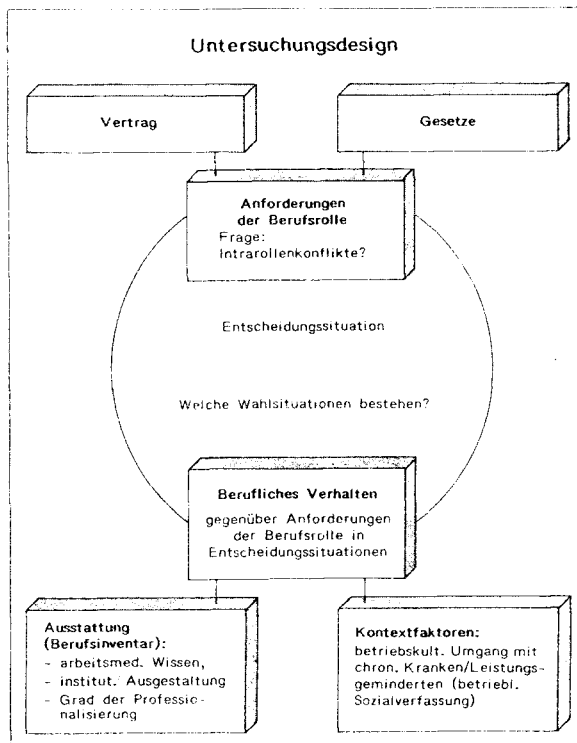 Untersuchungsdesign
Vertrag
Gesetze
Anforderungen
der Berufsrolle
Frage:
Intrarollenkonflikte?
Entscheidungssituation
Welche Wahlsituationen bestehen?
Berufliches Verhalten
gegenüber Anforderungen
der Berufsrolle in
Entscheidungssituationen
Ausstattung
(Berufsinventar):
- arbeitsmed. Wissen,
- institut. Ausgestaltung
- Grad der Professio-
nalisierung
Kontextfaktoren:
betriebskult. Umgang mit
chron. Kranken/Leistungs-
geminderten (betriebl.
Sozialverfassung)